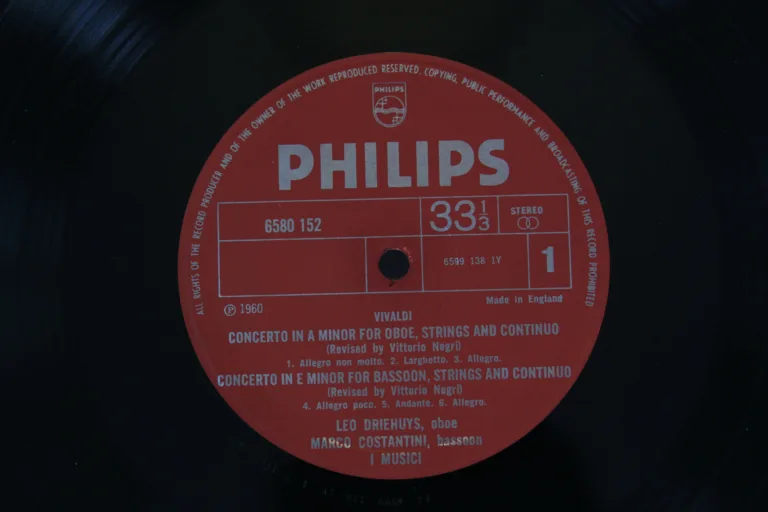 ALL RIGHTS OF THE RECORD PRODUCER AND OF THE OWNER OF THE WORK REPRODUCED RESERVED. COPYING, PUBLIC PERFORMANCE AND BROADCASTING OF THIS RECORD PROHIBITED
PHILIPS
PHILIPS
6580 152
33 1/3
STEREO
6599 138 1Y
1
Made in England
℗ 1960
VIVALDI
CONCERTO IN A MINOR FOR OBOE, STRINGS AND CONTINUO
(Revised by Vittorio Negri)
1. Allegro non molto. 2. Larghetto. 3. Allegro.
CONCERTO IN E MINOR FOR BASSOON, STRINGS AND CONTINUO
(Revised by Vittorio Negri)
4. Allegro poco. 5. Andante. 6. Allegro.
LEO DRIEHUYS, oboe
MARCO COSTANTINI, bassoon
I MUSICI